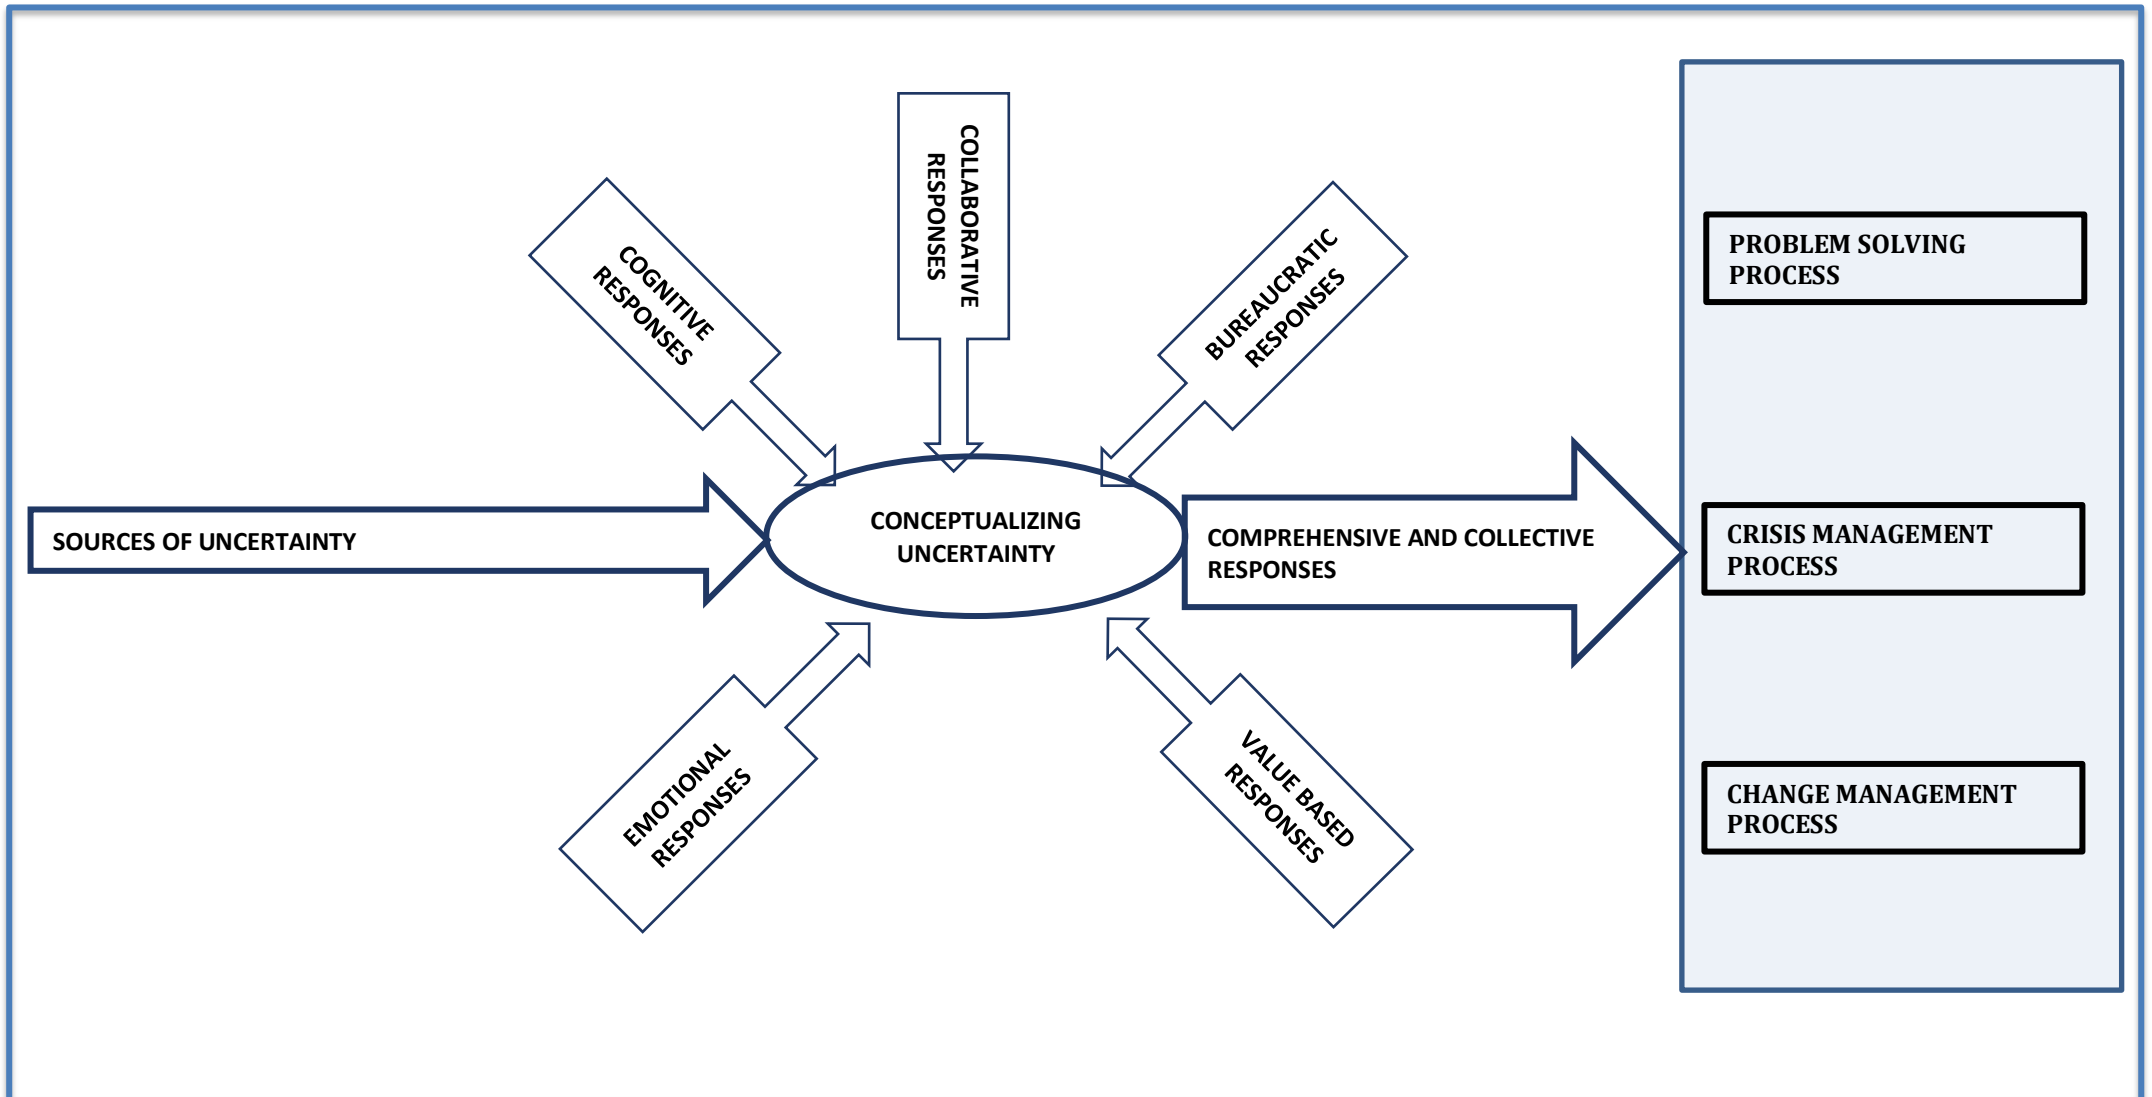 COLLABORATIVE
RESPONSES
COGNITIVE
RESPONSES
BUREAUCRATIC
RESPONSES
SOURCES OF UNCERTAINTY
CONCEPTUALIZING
UNCERTAINTY
COMPREHENSIVE AND COLLECTIVE
RESPONSES
EMOTIONAL
RESPONSES
VALUE BASED
RESPONSES
PROBLEM SOLVING
PROCESS
CRISIS MANAGEMENT
PROCESS
CHANGE MANAGEMENT
PROCESS